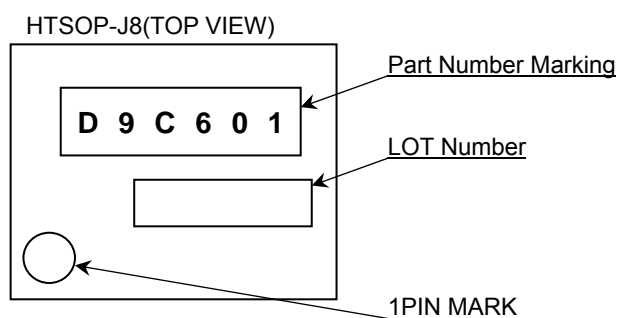 HTSOP-J8(TOP VIEW)
Part Number Marking
D 9 C 6 0 1
LOT Number
1PIN MARK